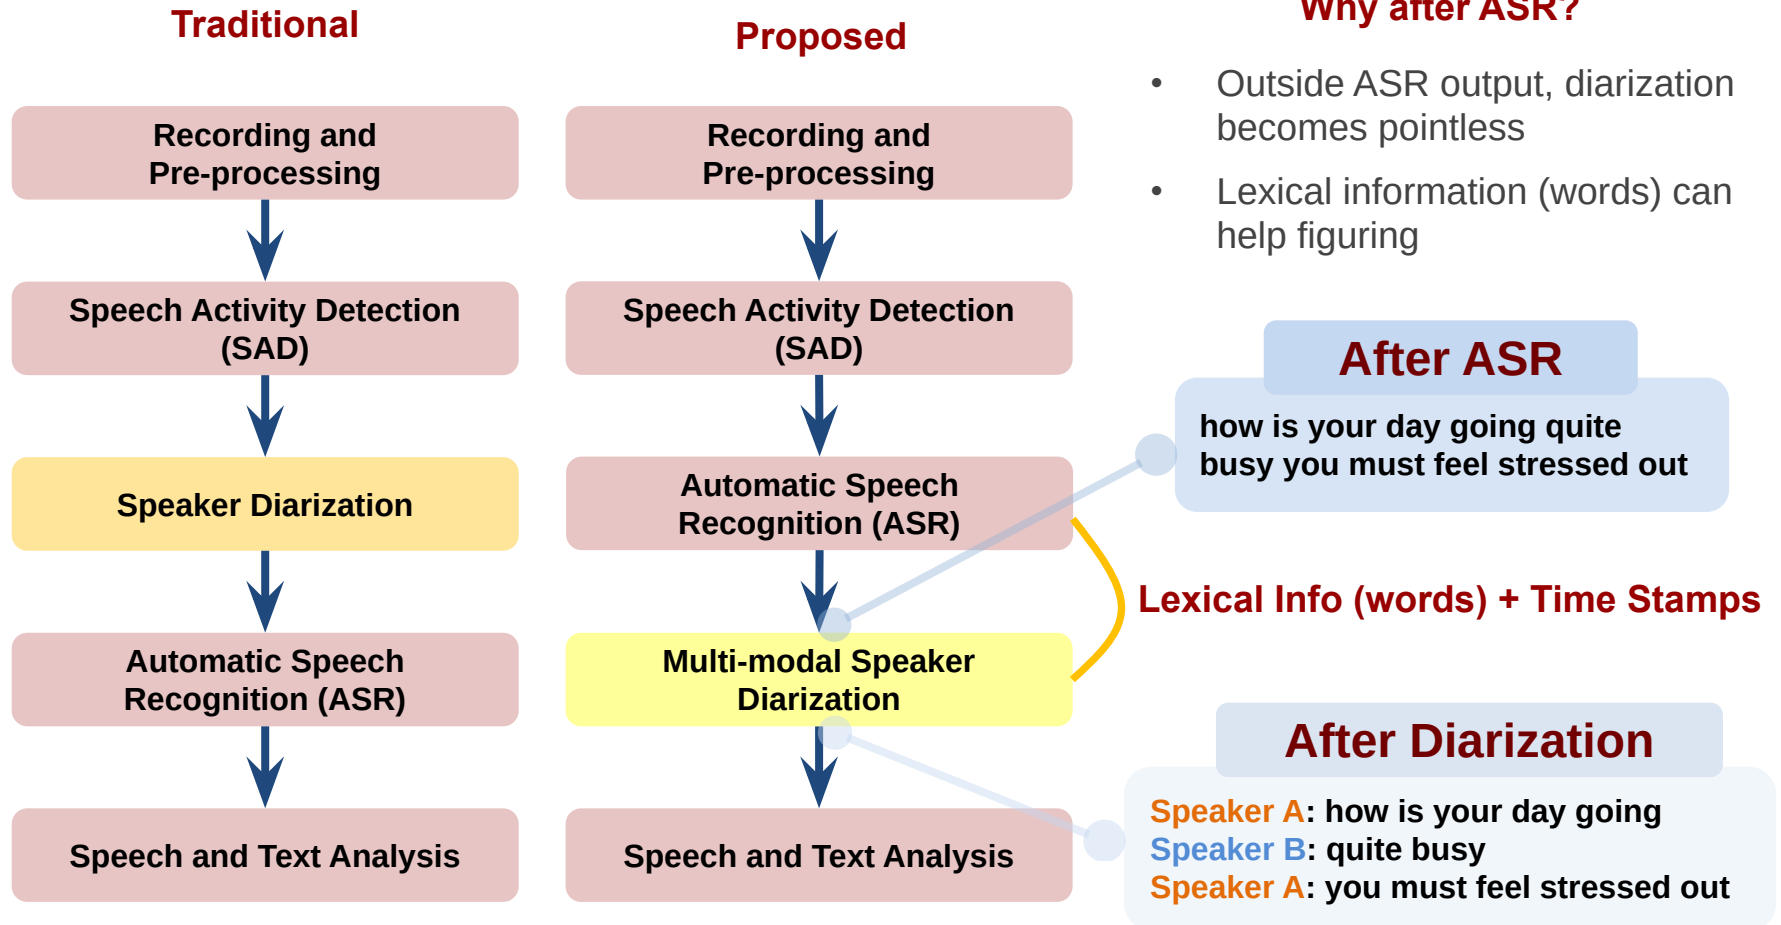 Traditional
Recording and
Pre-processing
Speech Activity Detection
(SAD)
Speaker Diarization
Automatic Speech
Recognition (ASR)
Speech and Text Analysis
Proposed
Recording and
Pre-processing
Speech Activity Detection
(SAD)
Automatic Speech
Recognition (ASR)
Multi-modal Speaker
Diarization
Speech and Text Analysis
Why after ASR?
• Outside ASR output, diarization
becomes pointless
• Lexical information (words) can
help figuring
After ASR
how is your day going quite
busy you must feel stressed out
Lexical Info (words) + Time Stamps
After Diarization
Speaker A: how is your day going
Speaker B: quite busy
Speaker A: you must feel stressed out